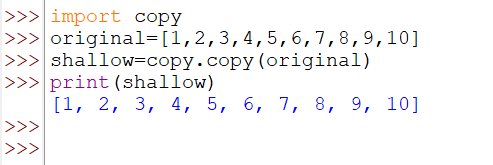 >>> import copy
>>> original=[1,2,3,4,5,6,7,8,9,10]
>>> shallow=copy.copy(original)
>>> print(shallow)
[1, 2, 3, 4, 5, 6, 7, 8, 9, 10]
>>>
>>>